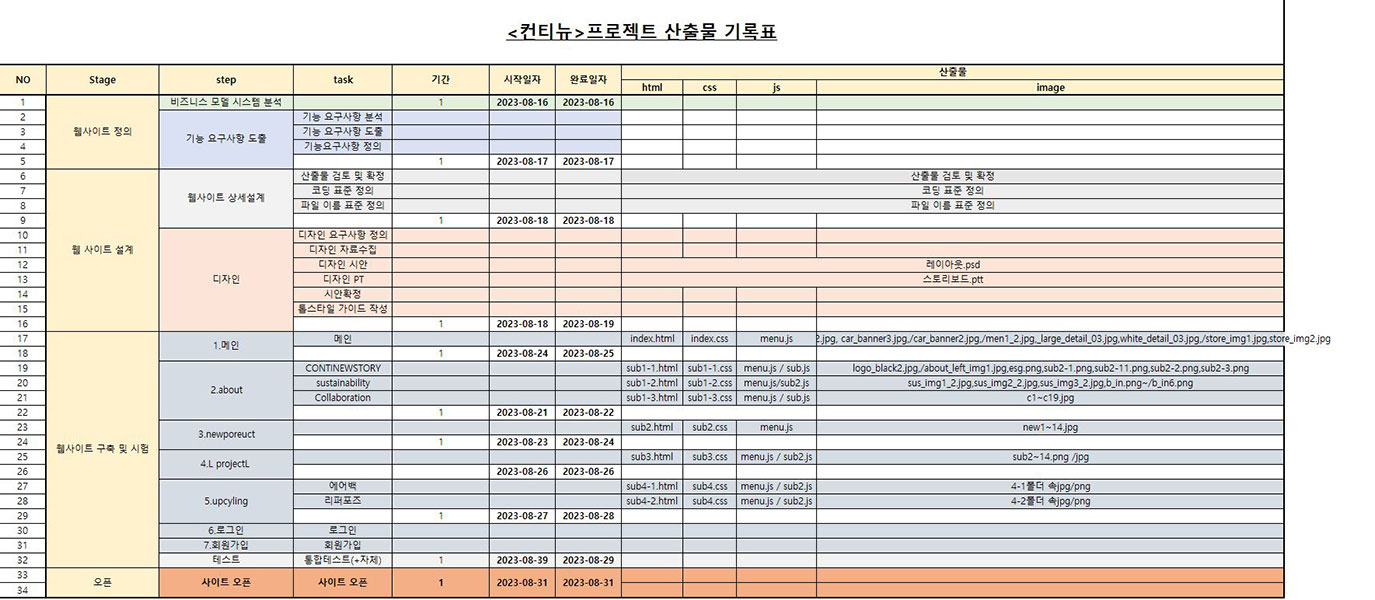 <컨티뉴>프로젝트 산출물 기록표
NO Stage step task 기간 시작일자 완료일자 산출물
html css js image
1 웹사이트 정의 비즈니스 모델 시스템 분석 1 2023-08-16 2023-08-16
2 기능 요구사항 도출 기능 요구사항 분석
3 기능 요구사항 도출
4 기능요구사항 정의
5 1 2023-08-17 2023-08-17
6 웹 사이트 설계 웹사이트 상세설계 산출물 검토 및 확정 산출물 검토 및 확정
7 코딩 표준 정의 코딩 표준 정의
8 파일 이름 표준 정의 파일 이름 표준 정의
9 1 2023-08-18 2023-08-18
10 디자인 디자인 요구사항 정의
11 디자인 자료수집
12 디자인 시안 레이아웃.psd
13 디자인 PT 스토리보드.ptt
14 시안확정
15 톱스타일 가이드 작성
16 1 2023-08-18 2023-08-19
17 웹사이트 구축 및 시험 1.메인 메인 index.html index.css menu.js 2.jpg, car_banner3.jpg,/car_banner2.jpg,/men1_2.jpg,_large_detail_03.jpg,white_detail_03.jpg,/store_img1.jpg,store_img2.jpg
18 1 2023-08-24 2023-08-25
19 2.about CONTINEWSTORY sub1-1.html sub1-1.css menu.js / sub.js logo_black2.jpg,/about_left_img1.jpg,esg.png,sub2-1.png,sub2-11.png,sub2-2.png,sub2-3.png
20 sustainability sub1-2.html sub1-2.css menu.js/sub2.js sus_img1_2.jpg,sus_img2_2.jpg,sus_img3_2.jpg,b_in.png~/b_in6.png
21 Collaboration sub1-3.html sub1-3.css menu.js / sub.js c1~c19.jpg
22 1 2023-08-21 2023-08-22
23 3.newporeuct sub2.html sub2.css menu.js new1~14.jpg
24 1 2023-08-23 2023-08-24
25 4.L projectL sub3.html sub3.css menu.js / sub2.js sub2~14.png /jpg
26 2023-08-26 2023-08-26
27 5.upcyling 에어백 sub4-1.html sub4.css menu.js / sub2.js 4-1폴더 속jpg/png
28 리퍼포즈 sub4-2.html sub4.css menu.js / sub2.js 4-2폴더 속jpg/png
29 1 2023-08-27 2023-08-28
30 6.로그인 로그인
31 7.회원가입 회원가입
32 테스트 통합테스트(+자체) 1 2023-08-39 2023-08-29
33 오픈 사이트 오픈 사이트 오픈 1 2023-08-31 2023-08-31
34